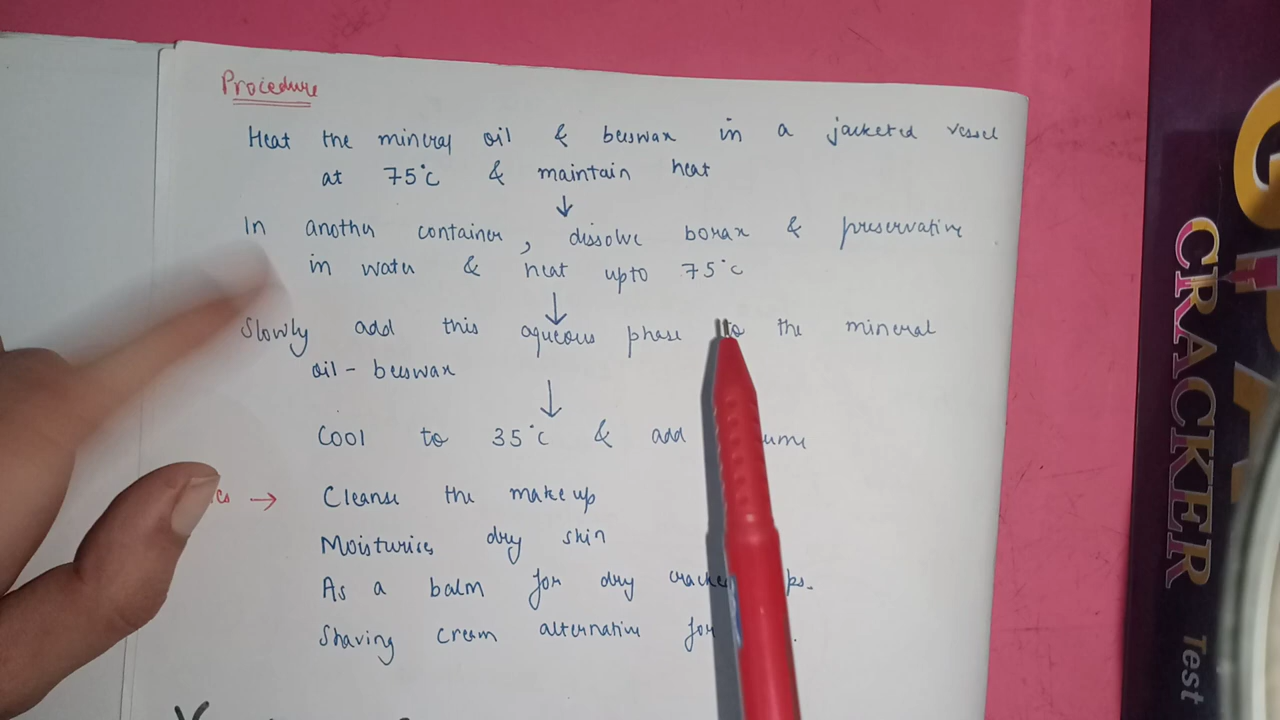 Procedure
Heat the mineral oil & beeswax in a jacketed vessel
at 75°c & maintain heat
↓
In another container, dissolve borax & preservative
in water & heat upto 75°c
↓
Slowly add this aqueous phase to the mineral
oil - beeswax
↓
Cool to 35°c & add
→ Cleanse the makeup
Moisturises dry skin
As a balm for dry
Shaving cream alternative for
CRACKER
Test